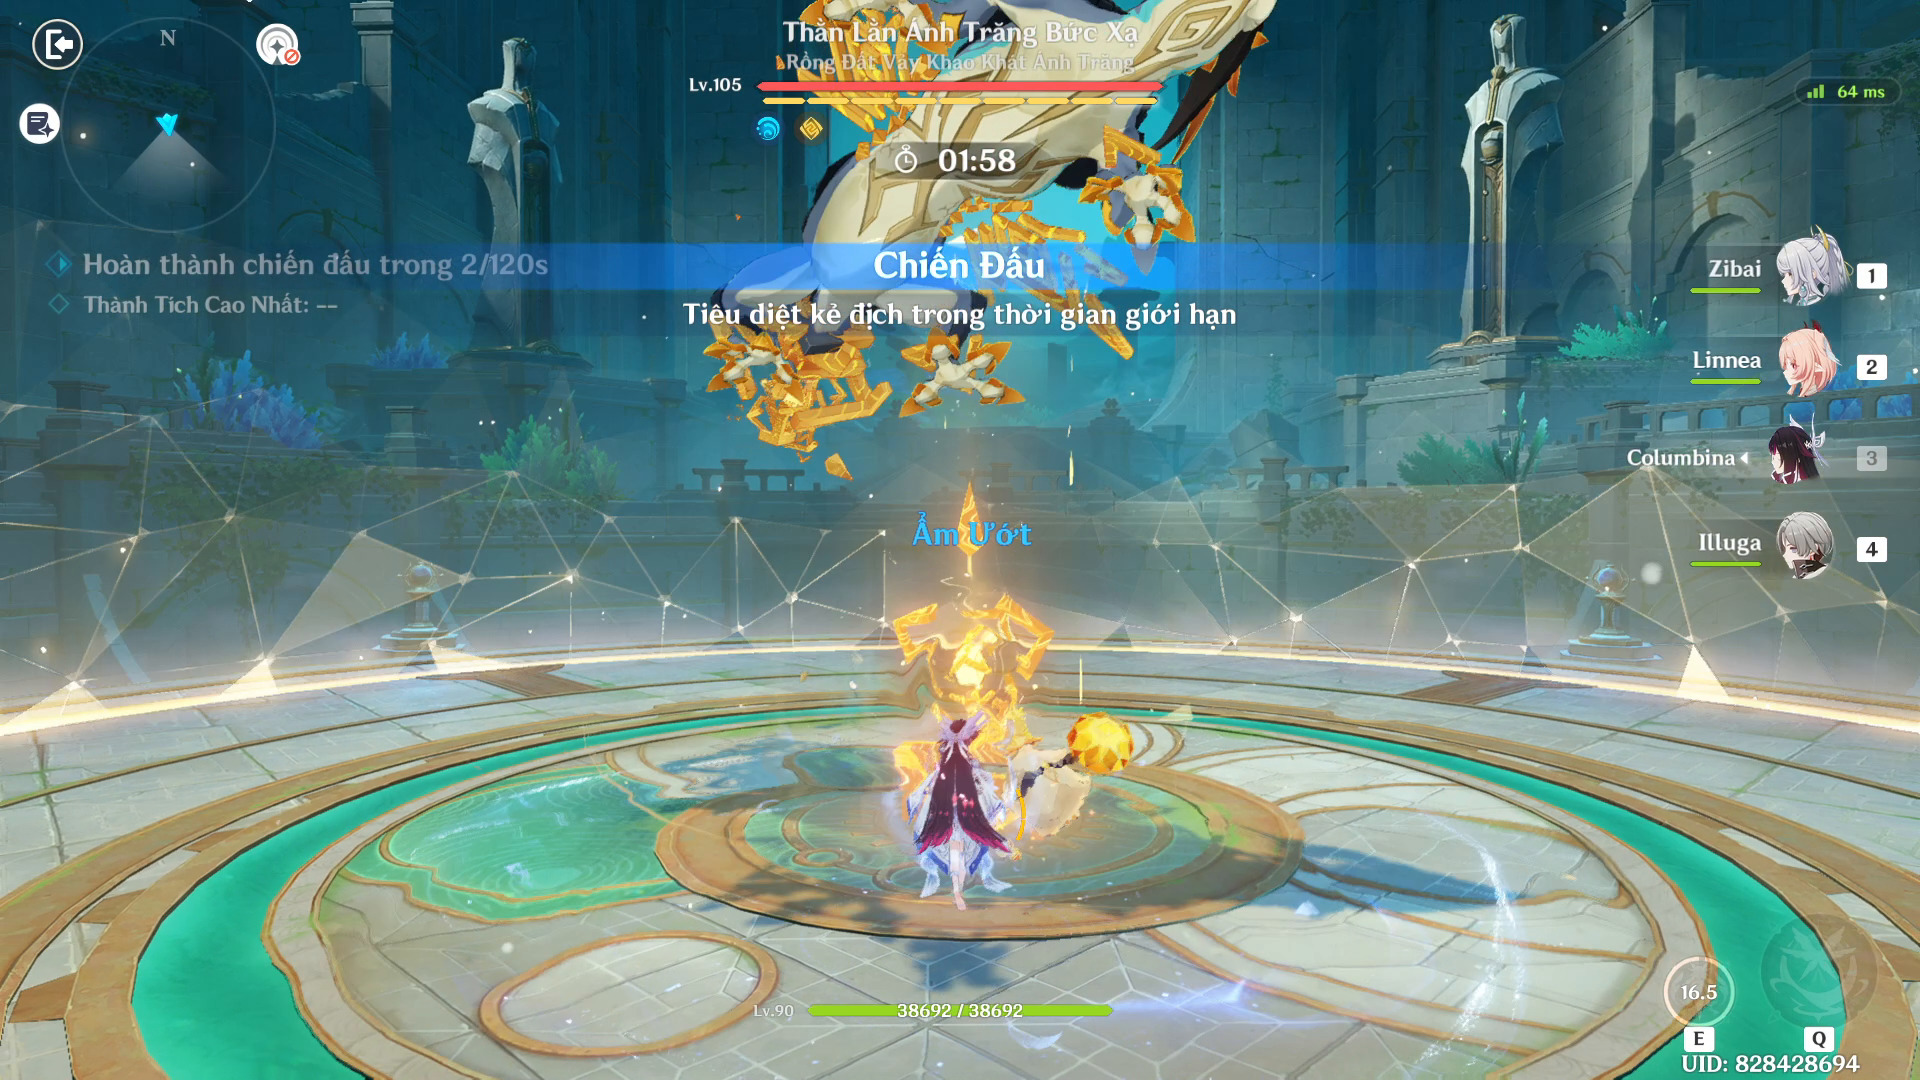 N
Thằn Lằn Ánh Trăng Bức Xạ
Rồng Đất Vảy Khao Khát Ánh Trăng
Lv.105
64 ms
01:58
Hoàn thành chiến đấu trong 2/120s
Thành Tích Cao Nhất: --
Chiến Đấu
Tiêu diệt kẻ địch trong thời gian giới hạn
Zibai
1
Linnea
2
Columbina
3
Illuga
4
Ẩm Ướt
16.5
E
Q
Lv.90
38692 / 38692
UID: 828428694